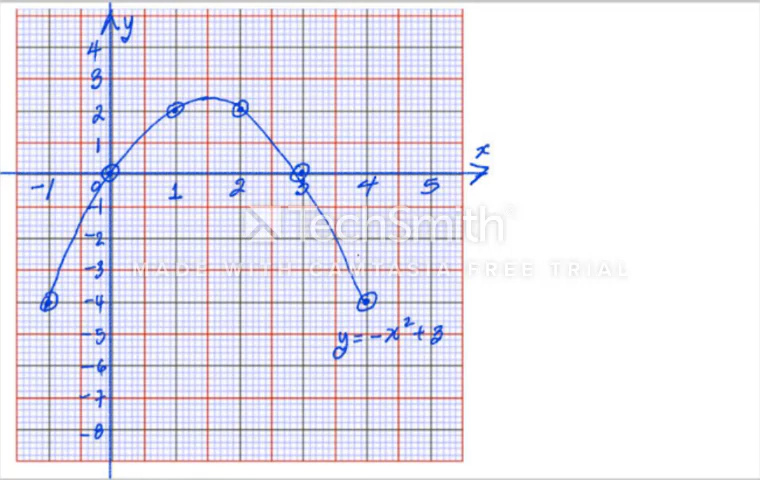 y
4
3
2
1
x
-1 0 1 2 3 4 5
-1
-2
TechSmith
-3
MADE WITH CAMTASIA FREE TRIAL
-4
y=-x²+3
-5
-6
-7
-8